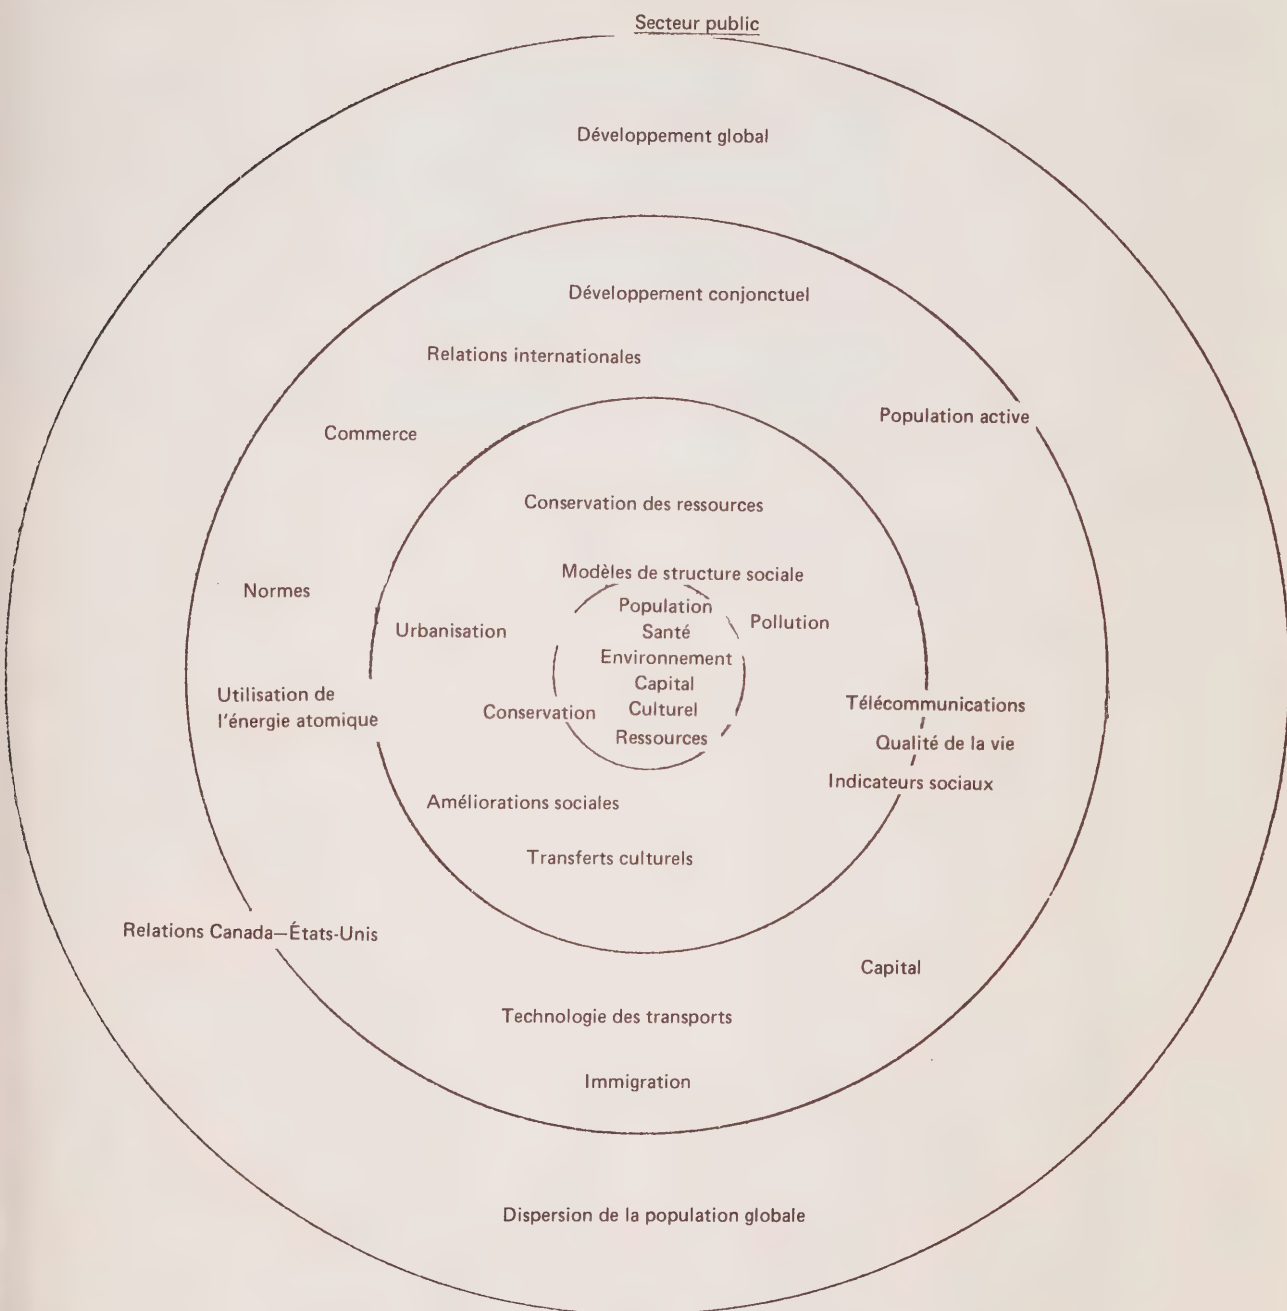 Secteur public
Développement global
Développement conjonctuel
Relations internationales
Population active
Commerce
Conservation des ressources
Modèles de structure sociale
Normes
Population
Pollution
Urbanisation
Santé
Environnement
Capital
Utilisation de
l'énergie atomique
Conservation
Culturel
Télécommunications
Ressources
Qualité de la vie
Indicateurs sociaux
Améliorations sociales
Transferts culturels
Relations Canada—États-Unis
Capital
Technologie des transports
Immigration
Dispersion de la population globale